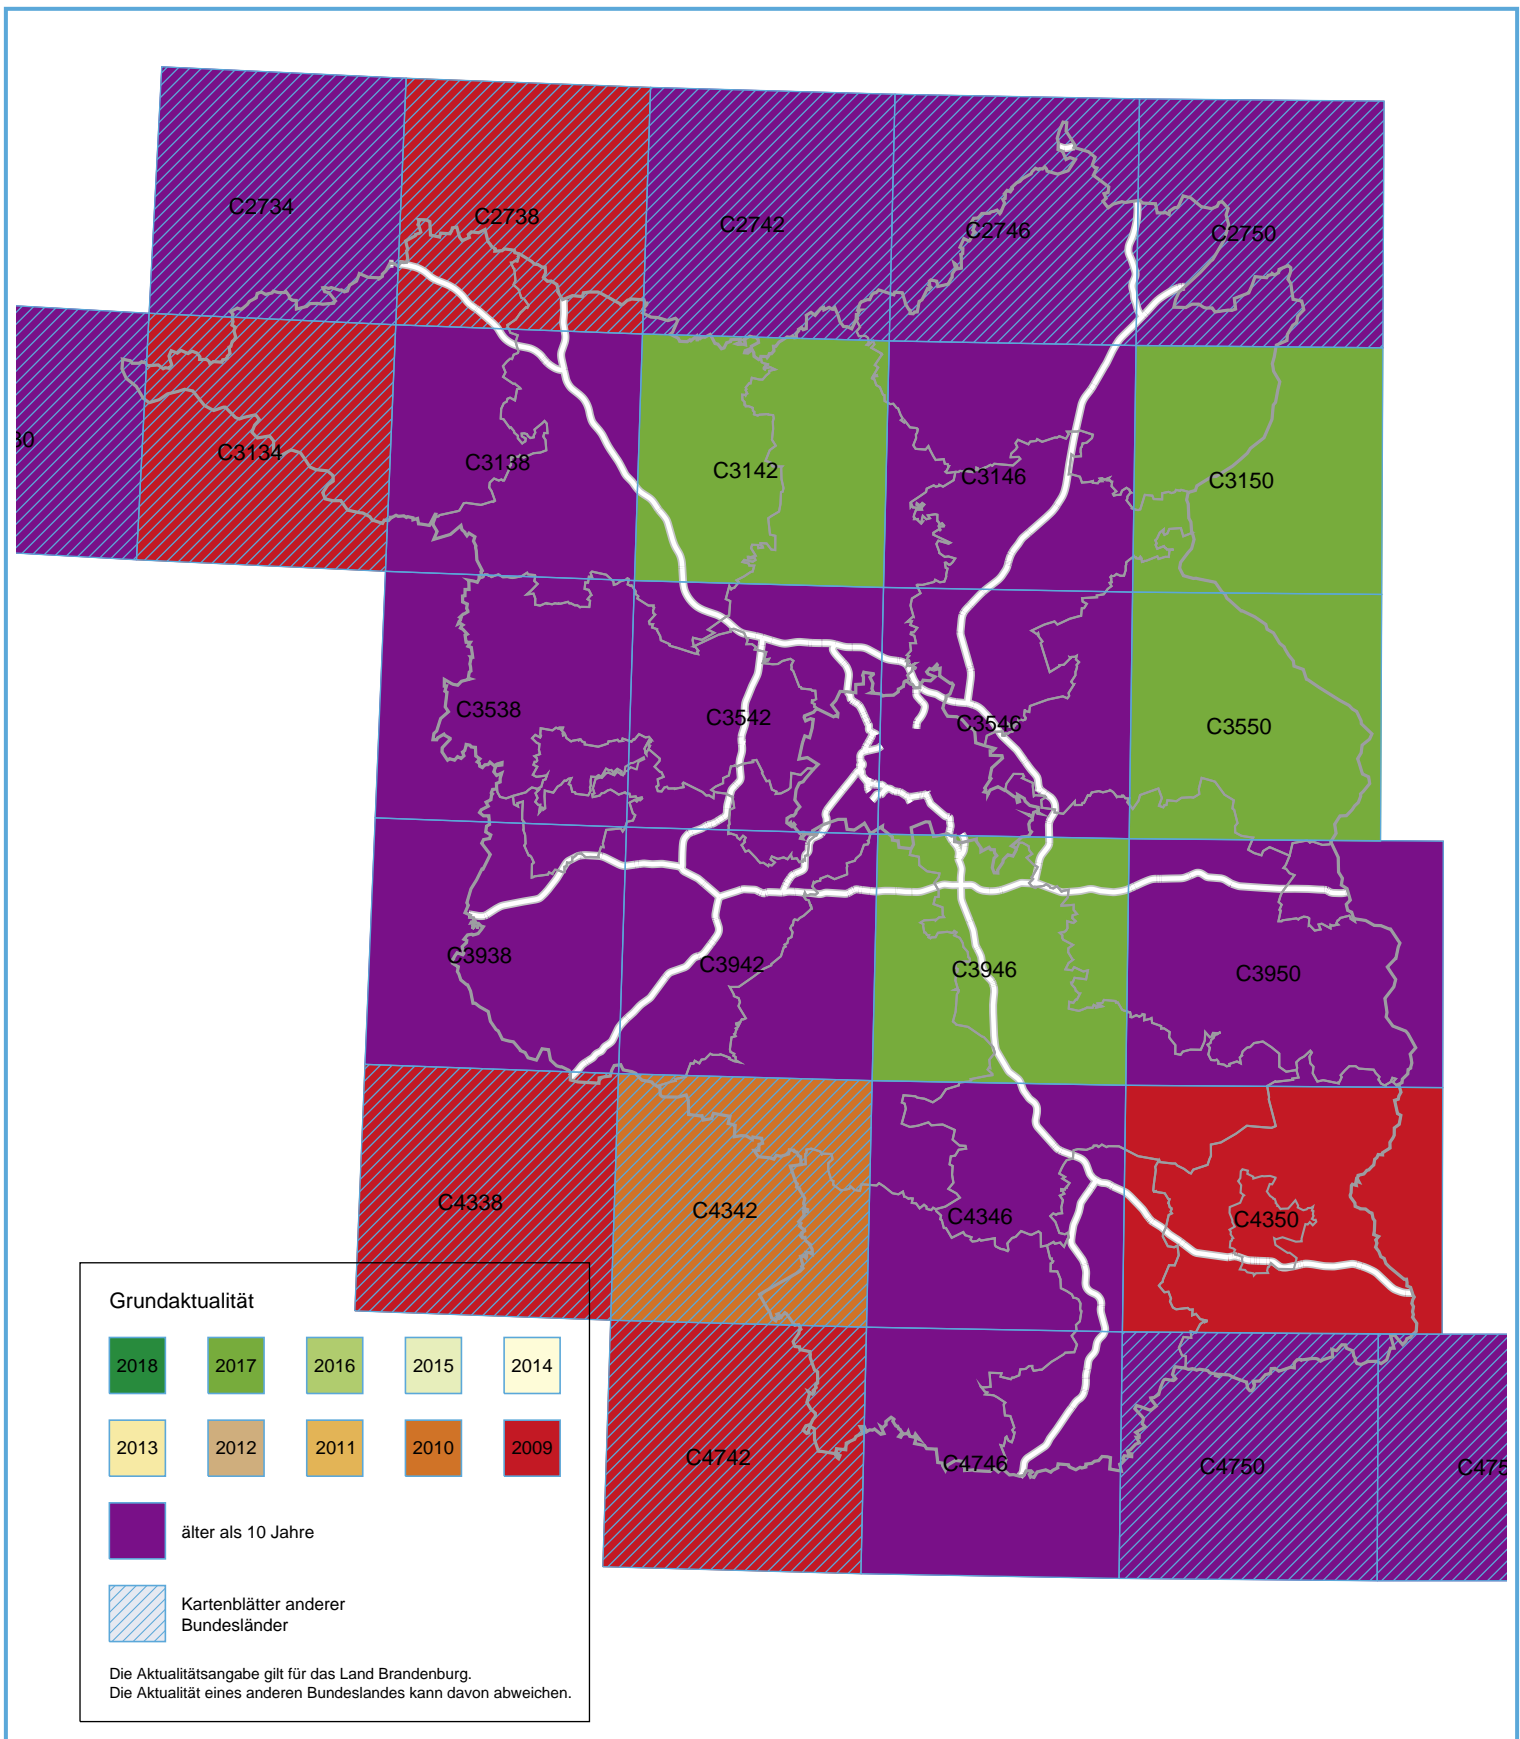 C2734
C2738
C2742
C2746
C2750
30
C3134
C3138
C3142
C3146
C3150
C3538
C3542
C3546
C3550
C3938
C3942
C3946
C3950
C4338
C4342
C4346
C4350
C4742
C4746
C4750
C475
Grundaktualität
2018 2017 2016 2015 2014
2013 2012 2011 2010 2009
älter als 10 Jahre
Kartenblätter anderer
Bundesländer
Die Aktualitätsangabe gilt für das Land Brandenburg.
Die Aktualität eines anderen Bundeslandes kann davon abweichen.